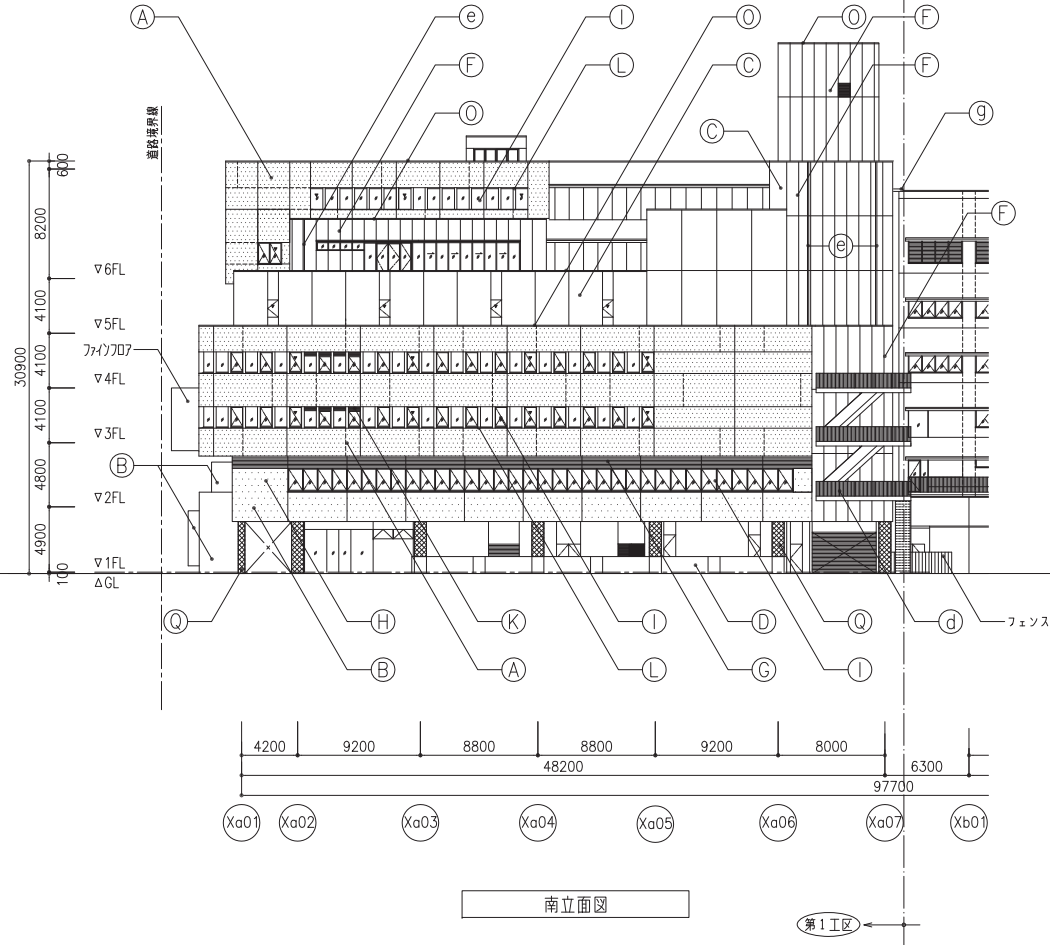 A e F O I L O C O F F C g F
道路境界線
600
8200
30900
▽6FL
4100
▽5FL
ファインフロア
4100
▽4FL
4100
▽3FL
B
4800
▽2FL
4900
▽1FL
100
△GL
e
Q H K I D Q d フェンス
B A L G I
4200 9200 8800 8800 9200 8000
48200 6300
97700
Xa01 Xa02 Xa03 Xa04 Xa05 Xa06 Xa07 Xb01
南立面図
第1工区